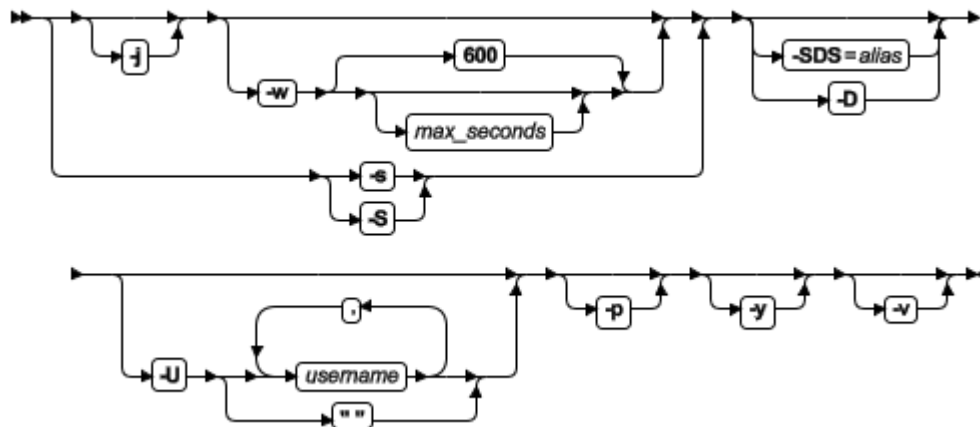 600
-j -w -SDS=alias
max_seconds -D
-s
-S
,
-U username -p -y -v
" "